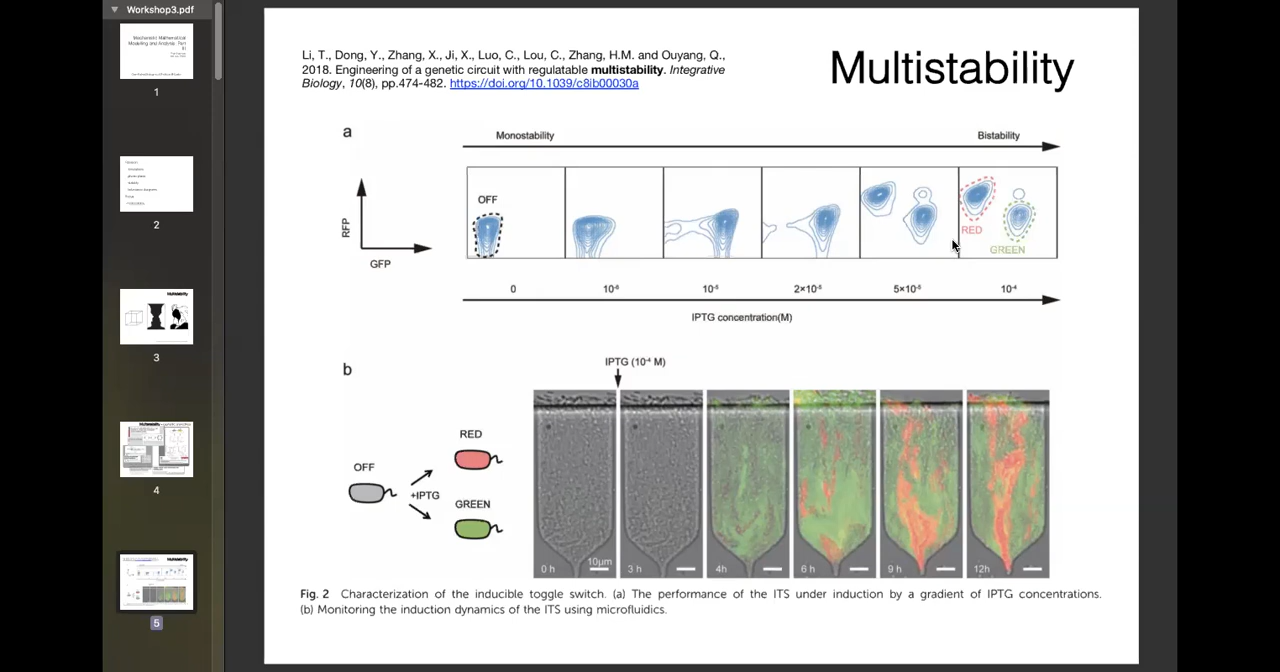 Workshop3.pdf
1
2
3
4
5
Li, T., Dong, Y., Zhang, X., Ji, X., Luo, C., Lou, C., Zhang, H.M. and Ouyang, Q.,
2018. Engineering of a genetic circuit with regulatable multistability. Integrative
Biology, 10(8), pp.474-482. https://doi.org/10.1039/c8ib00030a
Multistability
a
Monostability
Bistability
OFF
RFP
GFP
RED
GREEN
0
10⁻⁶
10⁻⁵
2×10⁻⁵
5×10⁻⁵
10⁻⁴
IPTG concentration(M)
b
IPTG (10⁻⁴ M)
OFF
+IPTG
RED
GREEN
0 h
10μm
3 h
4h
6 h
9 h
12h
Fig. 2 Characterization of the inducible toggle switch. (a) The performance of the ITS under induction by a gradient of IPTG concentrations.
(b) Monitoring the induction dynamics of the ITS using microfluidics.